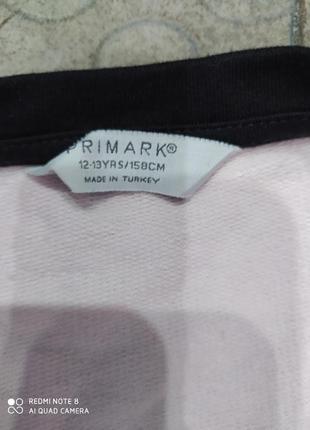 PRIMARK®
12-13YRS/158CM
MADE IN TURKEY
REDMI NOTE 8
AI QUAD CAMERA